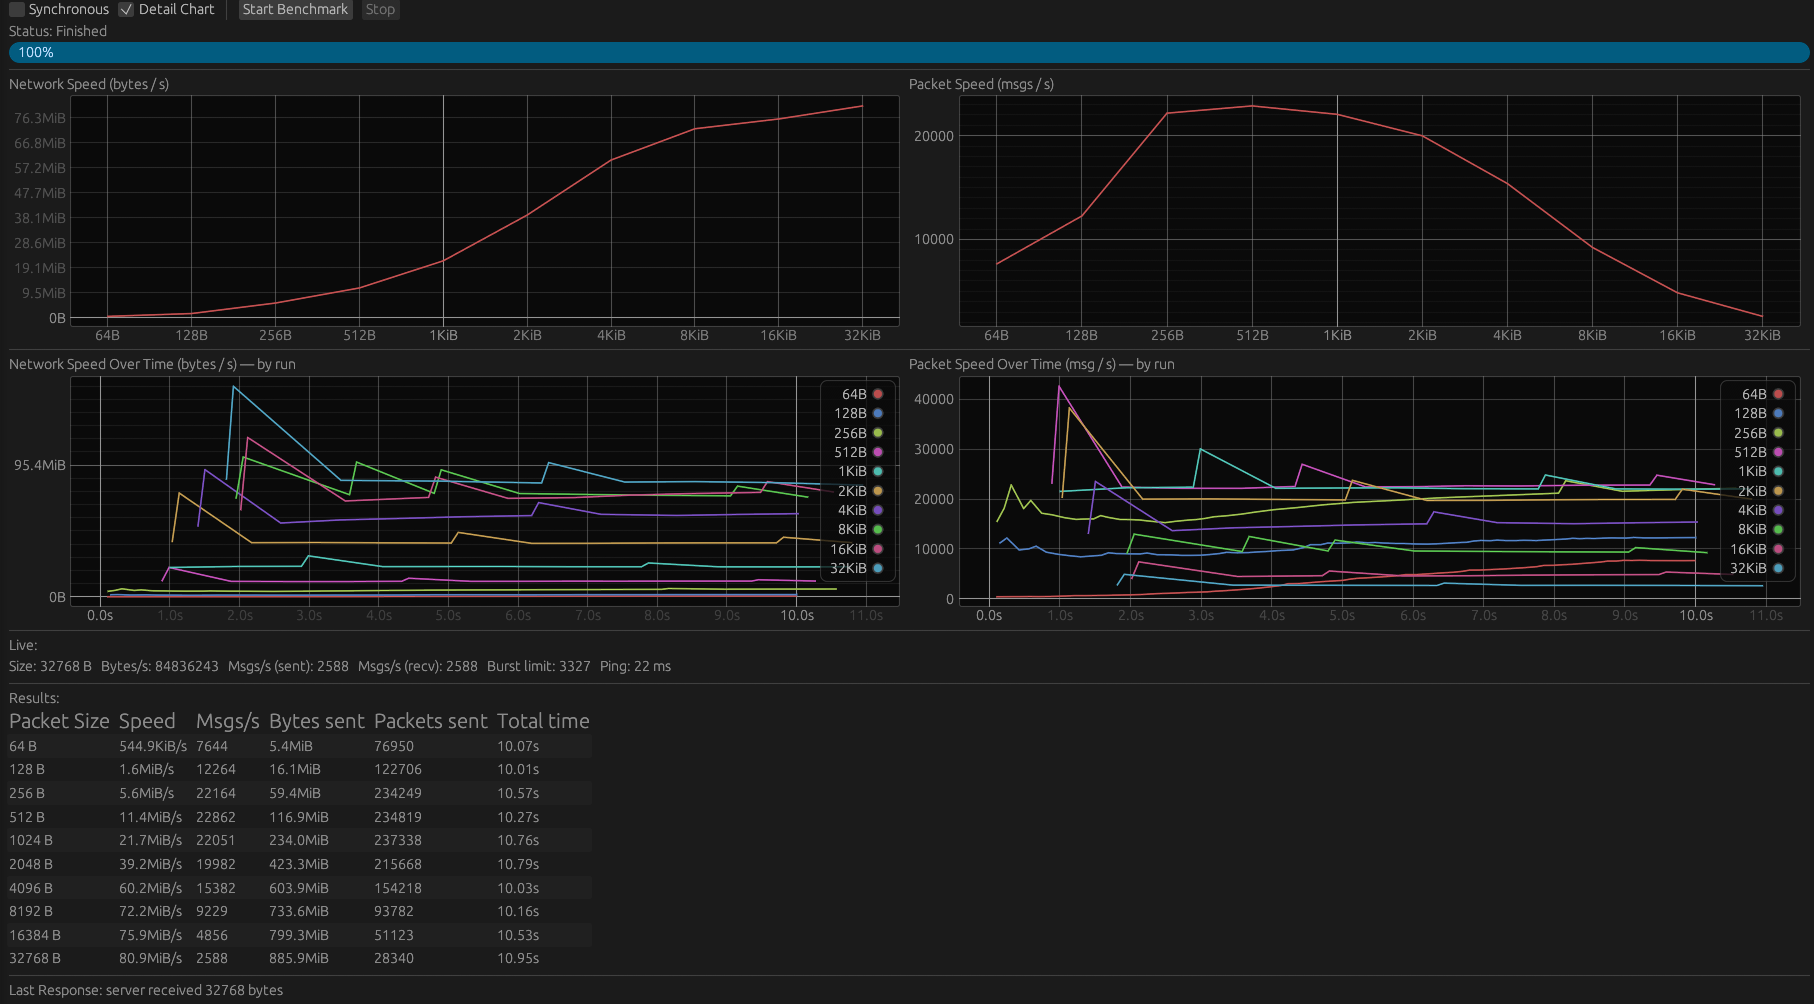 Synchronous Detail Chart Start Benchmark Stop
Status: Finished
100%
Network Speed (bytes / s)
76.3MiB
66.8MiB
57.2MiB
47.7MiB
38.1MiB
28.6MiB
19.1MiB
9.5MiB
0B
64B 128B 256B 512B 1KiB 2KiB 4KiB 8KiB 16KiB 32KiB
Packet Speed (msgs / s)
20000
10000
64B 128B 256B 512B 1KiB 2KiB 4KiB 8KiB 16KiB 32KiB
Network Speed Over Time (bytes / s) — by run
95.4MiB
0B
0.0s 1.0s 2.0s 3.0s 4.0s 5.0s 6.0s 7.0s 8.0s 9.0s 10.0s 11.0s
64B
128B
256B
512B
1KiB
2KiB
4KiB
8KiB
16KiB
32KiB
Packet Speed Over Time (msg / s) — by run
40000
30000
20000
10000
0
0.0s 1.0s 2.0s 3.0s 4.0s 5.0s 6.0s 7.0s 8.0s 9.0s 10.0s 11.0s
64B
128B
256B
512B
1KiB
2KiB
4KiB
8KiB
16KiB
32KiB
Live:
Size: 32768 B Bytes/s: 84836243 Msgs/s (sent): 2588 Msgs/s (recv): 2588 Burst limit: 3327 Ping: 22 ms
Results:
Packet Size Speed Msgs/s Bytes sent Packets sent Total time
64 B 544.9KiB/s 7644 5.4MiB 76950 10.07s
128 B 1.6MiB/s 12264 16.1MiB 122706 10.01s
256 B 5.6MiB/s 22164 59.4MiB 234249 10.57s
512 B 11.4MiB/s 22862 116.9MiB 234819 10.27s
1024 B 21.7MiB/s 22051 234.0MiB 237338 10.76s
2048 B 39.2MiB/s 19982 423.3MiB 215668 10.79s
4096 B 60.2MiB/s 15382 603.9MiB 154218 10.03s
8192 B 72.2MiB/s 9229 733.6MiB 93782 10.16s
16384 B 75.9MiB/s 4856 799.3MiB 51123 10.53s
32768 B 80.9MiB/s 2588 885.9MiB 28340 10.95s
Last Response: server received 32768 bytes